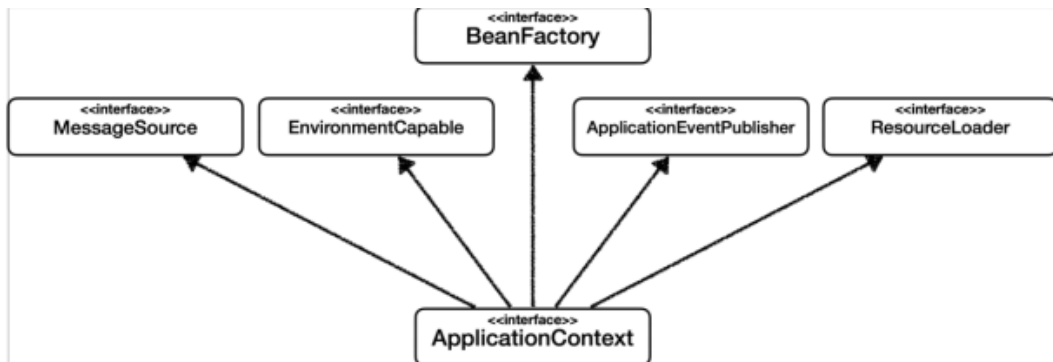 <<interface>>
BeanFactory
<<interface>>
MessageSource
<<interface>>
EnvironmentCapable
<<interface>>
ApplicationEventPublisher
<<interface>>
ResourceLoader
<<interface>>
ApplicationContext